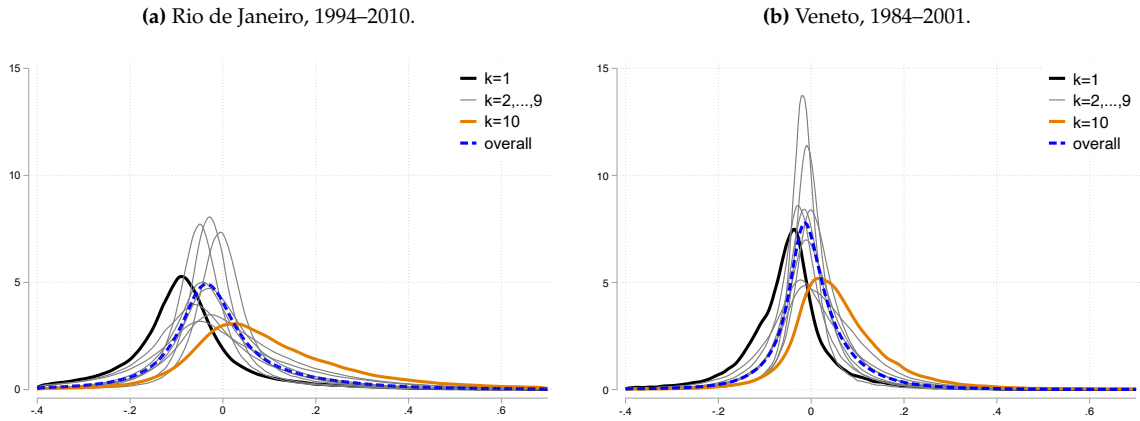 (a) Rio de Janeiro, 1994–2010.
15
10
5
0
-.4
-.2
0
.2
.4
.6
k=1
k=2,...,9
k=10
overall
(b) Veneto, 1984–2001.
15
10
5
0
-.4
-.2
0
.2
.4
.6
k=1
k=2,...,9
k=10
overall